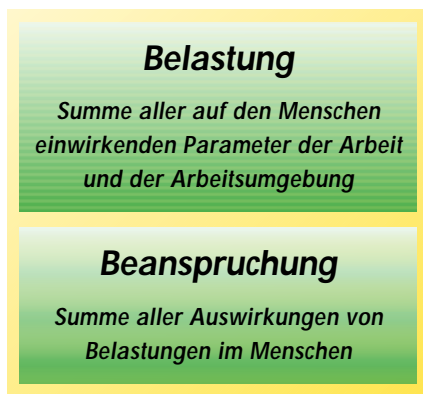 Belastung
Summe aller auf den Menschen
einwirkenden Parameter der Arbeit
und der Arbeitsumgebung
Beanspruchung
Summe aller Auswirkungen von
Belastungen im Menschen